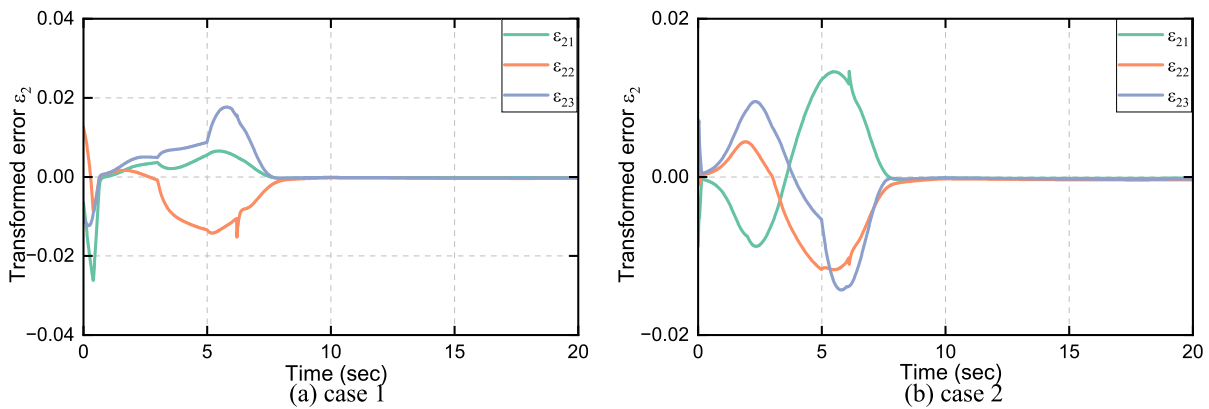 0.04
0.02
0.00
−0.02
−0.04
Transformed error ε₂
ε₂₁
ε₂₂
ε₂₃
0 5 10 15 20
Time (sec)
(a) case 1
0.02
0.00
−0.02
Transformed error ε₂
ε₂₁
ε₂₂
ε₂₃
0 5 10 15 20
Time (sec)
(b) case 2